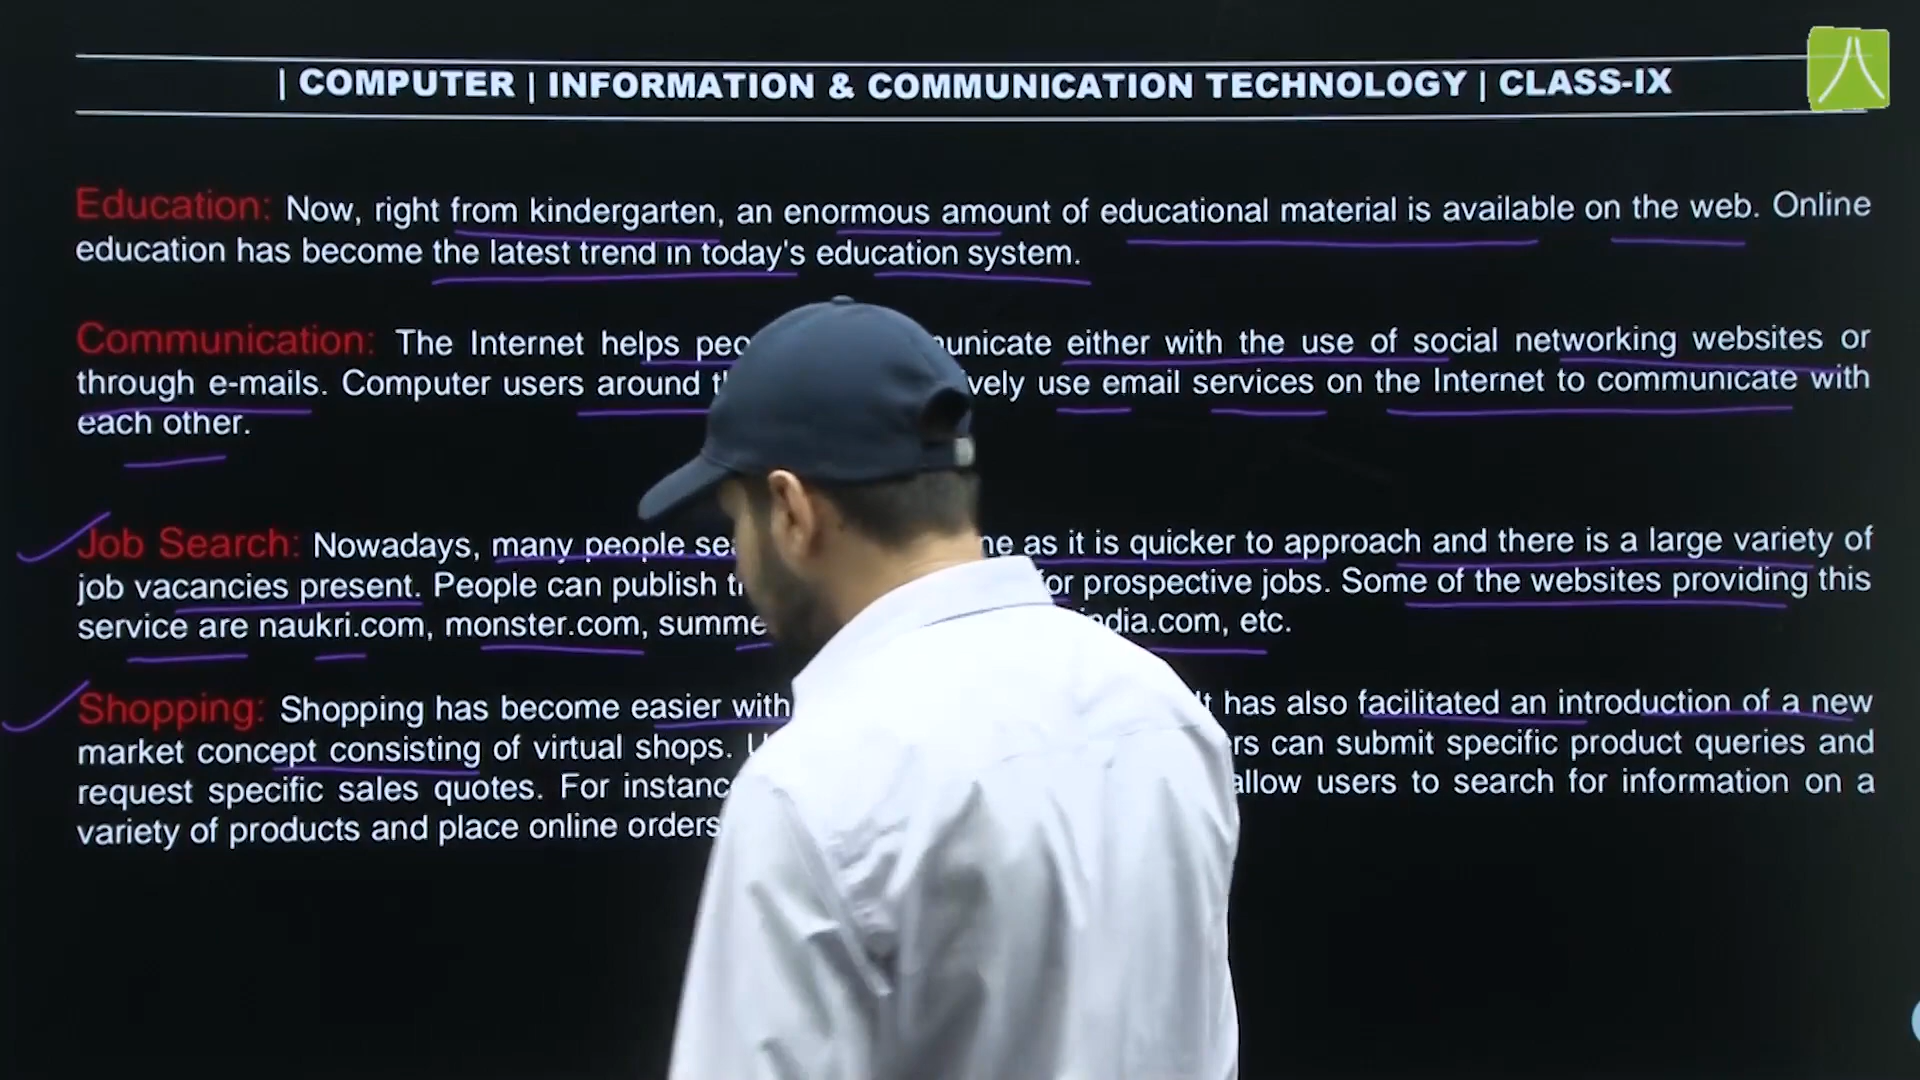 | COMPUTER | INFORMATION & COMMUNICATION TECHNOLOGY | CLASS-IX
Education: Now, right from kindergarten, an enormous amount of educational material is available on the web. Online
education has become the latest trend in today's education system.
Communication: The Internet helps either with the use of social networking websites or
through e-mails. Computer users around use email services on the Internet to communicate with
each other.
Job Search: Nowadays, many people as it is quicker to approach and there is a large variety of
job vacancies present. People can publish prospective jobs. Some of the websites providing this
service are naukri.com, monster.com, etc.
Shopping: Shopping has become easier with has also facilitated an introduction of a new
market concept consisting of virtual shops. can submit specific product queries and
request specific sales quotes. For allow users to search for information on a
variety of products and place online orders